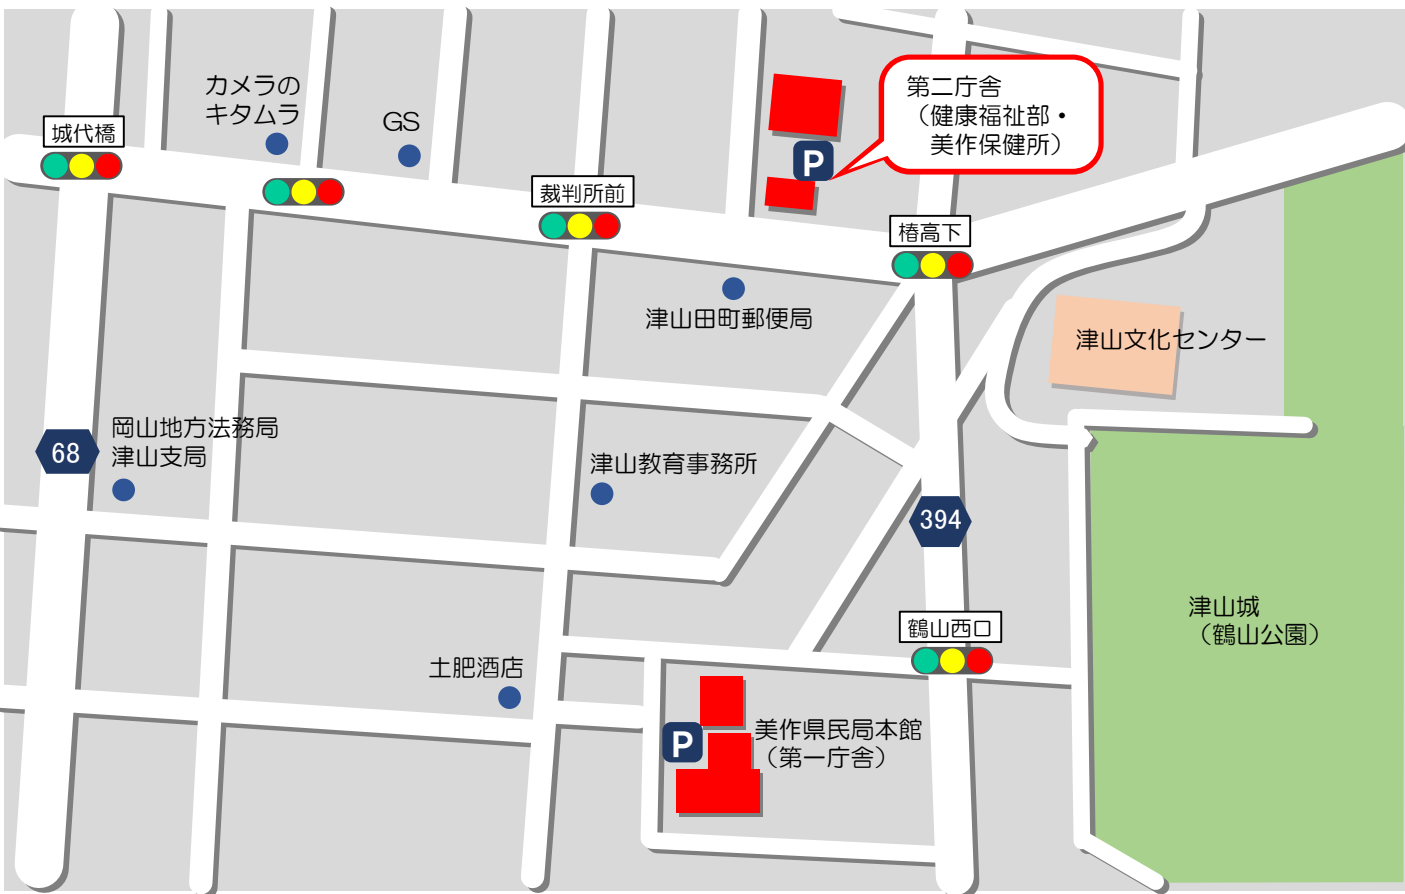 カメラの
キタムラ
GS
城代橋
裁判所前
P
第二庁舎
（健康福祉部・
美作保健所）
椿高下
津山田町郵便局
津山文化センター
岡山地方法務局
津山支局
68
津山教育事務所
394
津山城
（鶴山公園）
鶴山西口
土肥酒店
P
美作県民局本館
（第一庁舎）